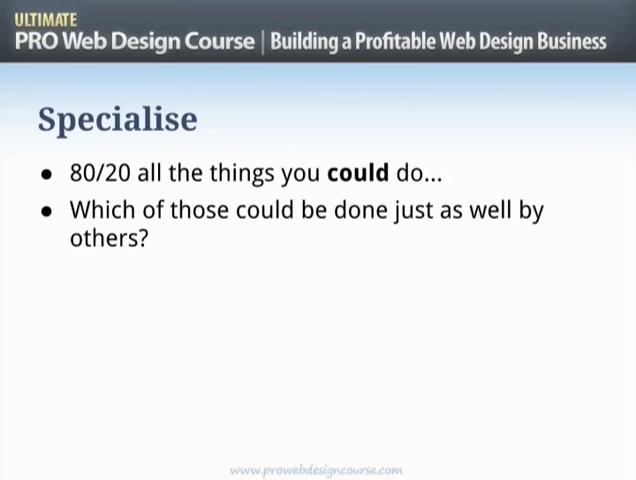 ULTIMATE
PRO Web Design Course | Building a Profitable Web Design Business
Specialise
● 80/20 all the things you could do...
● Which of those could be done just as well by
others?
www.prowebdesigncourse.com